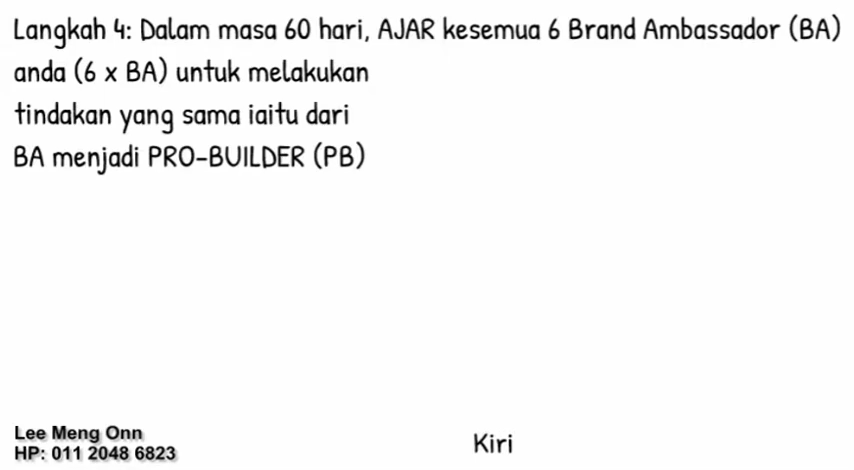 Langkah 4: Dalam masa 60 hari, AJAR kesemua 6 Brand Ambassador (BA)
anda (6 x BA) untuk melakukan
tindakan yang sama iaitu dari
BA menjadi PRO-BUILDER (PB)
Lee Meng Onn
HP: 011 2048 6823
Kiri